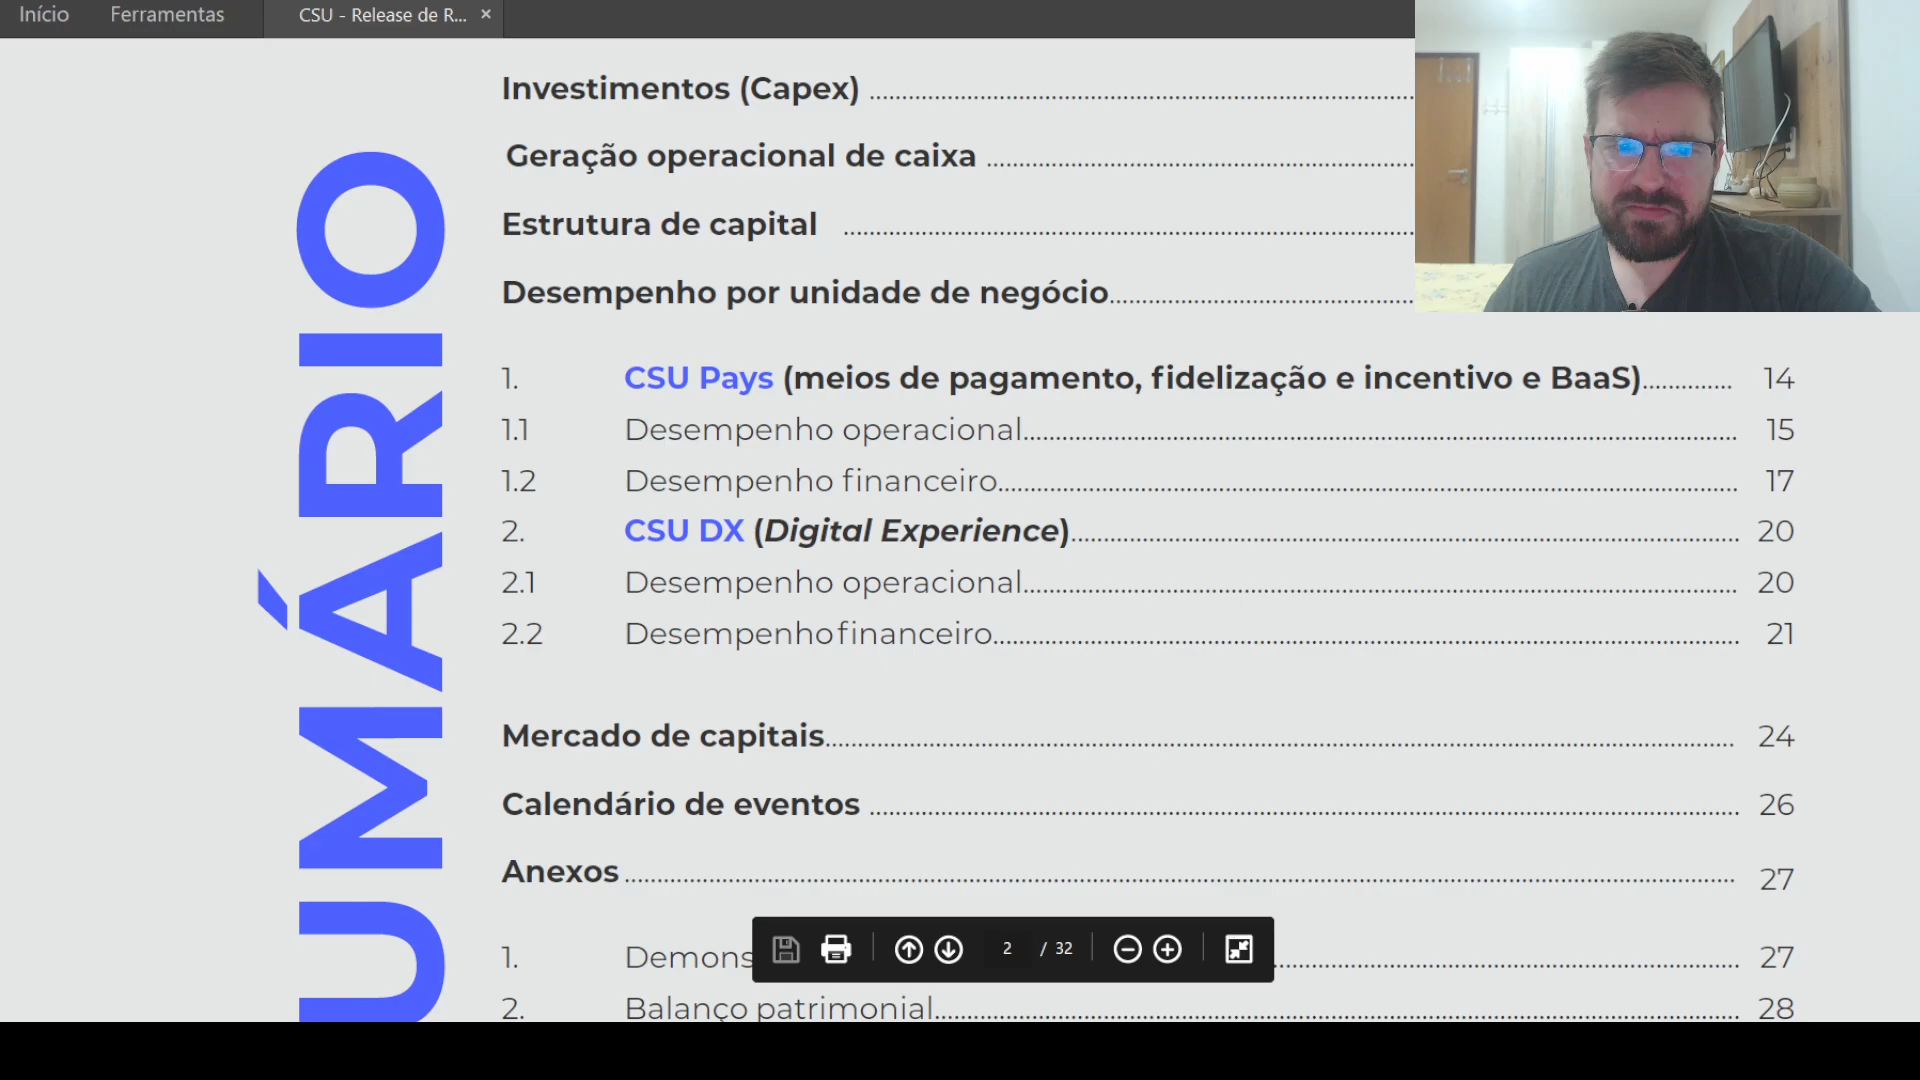 Início Ferramentas CSU - Release de R... ×
Investimentos (Capex)
Geração operacional de caixa
Estrutura de capital
Desempenho por unidade de negócio
1. CSU Pays (meios de pagamento, fidelização e incentivo e BaaS) 14
1.1 Desempenho operacional 15
1.2 Desempenho financeiro 17
2. CSU DX (Digital Experience) 20
2.1 Desempenho operacional 20
2.2 Desempenho financeiro 21
Mercado de capitais 24
Calendário de eventos 26
Anexos 27
1. Demons 27
2. Balanço patrimonial 28
UMÁRIO
2 / 32